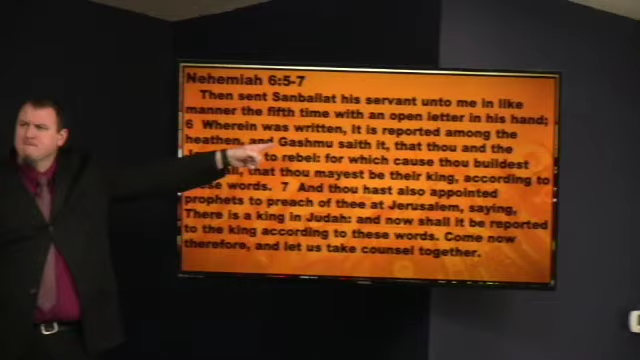 Nehemiah 6:5-7
Then sent Sanballat his servant unto me in like
manner the fifth time with an open letter in his hand;
6 Wherein was written, It is reported among the
heathen, and Gashmu saith it, that thou and the
to rebel: for which cause thou buildest
that thou mayest be their king, according to
words. 7 And thou hast also appointed
prophets to preach of thee at Jerusalem, saying,
There is a king in Judah: and now shall it be reported
to the king according to these words. Come now
therefore, and let us take counsel together.